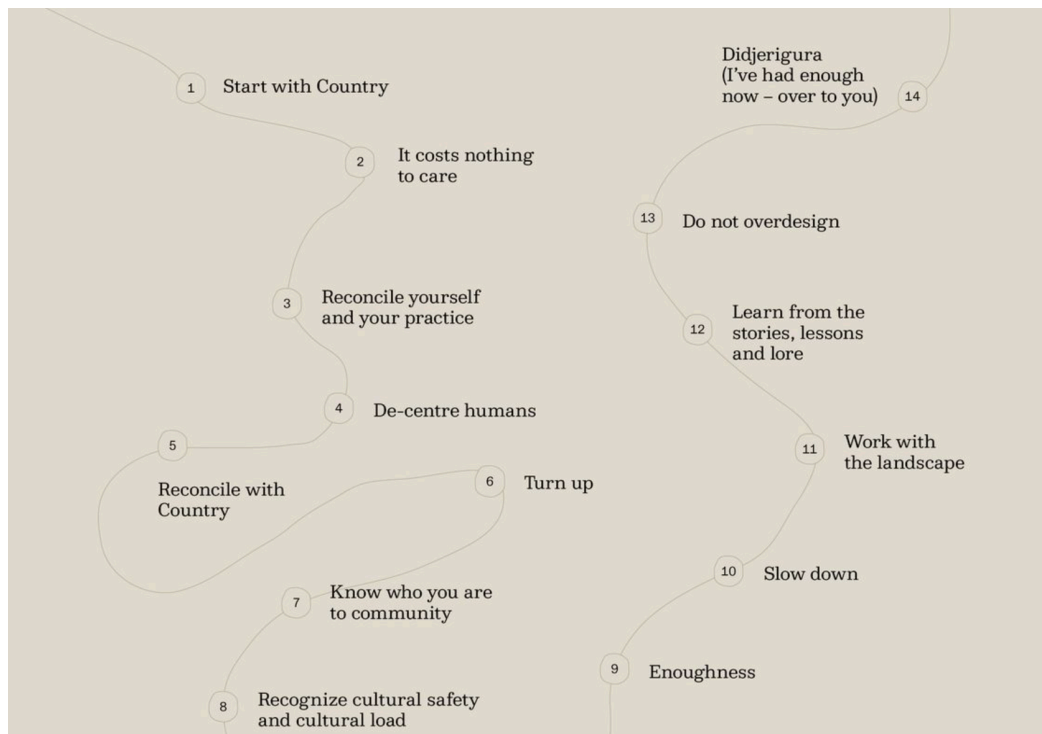 1
Start with Country
2
It costs nothing
to care
3
Reconcile yourself
and your practice
4
De-centre humans
5
Reconcile with
Country
6
Turn up
7
Know who you are
to community
8
Recognize cultural safety
and cultural load
9
Enoughness
10
Slow down
11
Work with
the landscape
12
Learn from the
stories, lessons
and lore
13
Do not overdesign
14
Didjerigura
(I’ve had enough
now – over to you)